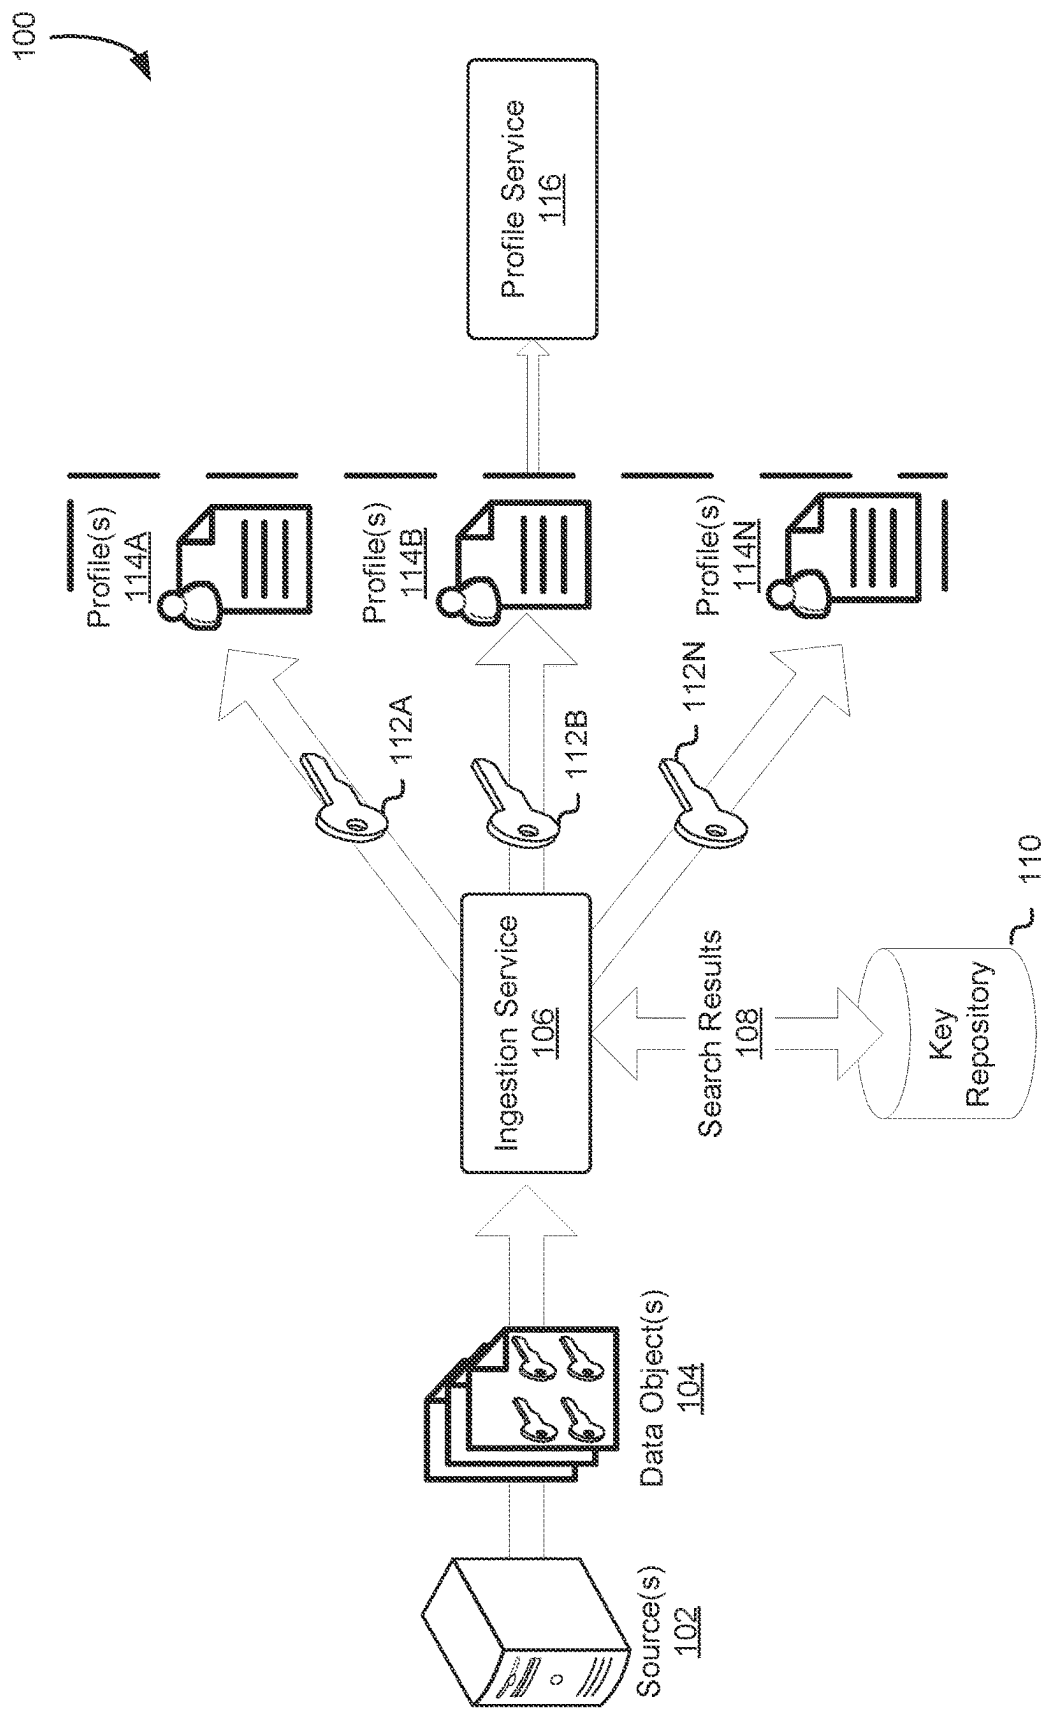 100
Source(s)
102
Data Object(s)
104
Ingestion Service
106
Search Results
108
Key
Repository
110
112A
112B
112N
Profile(s)
114A
Profile(s)
114B
Profile(s)
114N
Profile Service
116